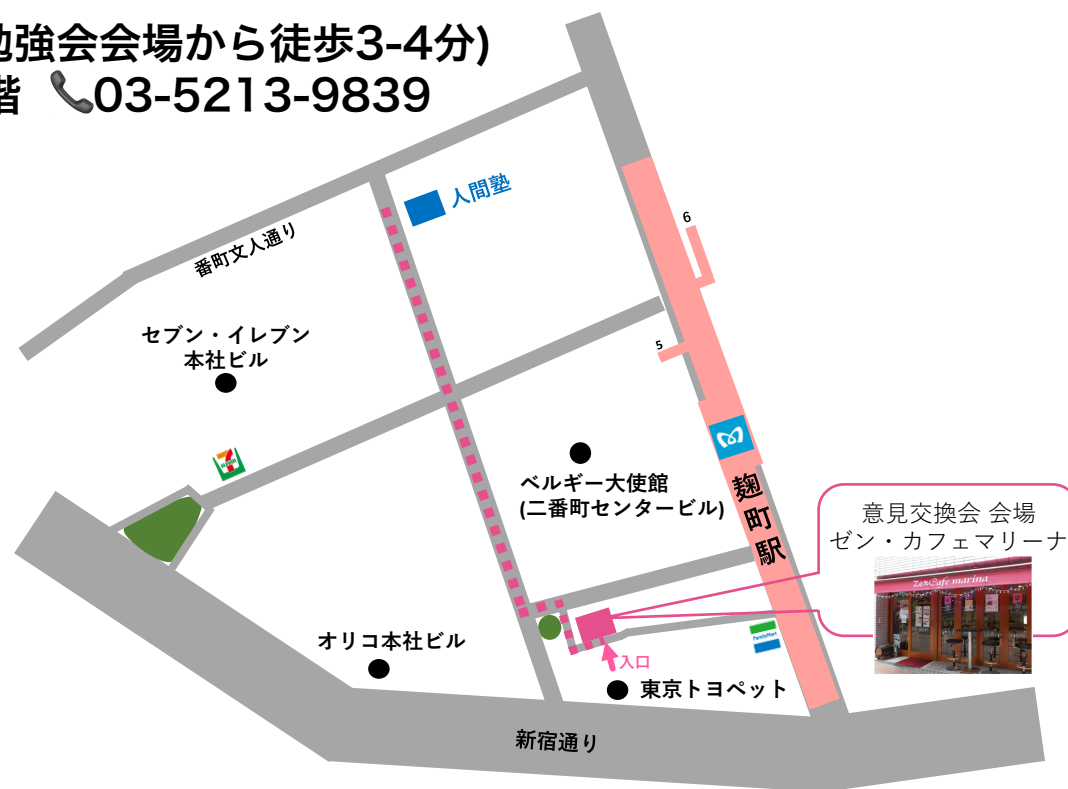 勉強会会場から徒歩3-4分)
階 📞03-5213-9839
人間塾
番町文人通り
6
セブン・イレブン
本社ビル
5
ベルギー大使館
(二番町センタービル)
麹町駅
意見交換会 会場
ゼン・カフェマリーナ
Zen Cafe marina
オリコ本社ビル
FamilyMart
入口
東京トヨペット
新宿通り